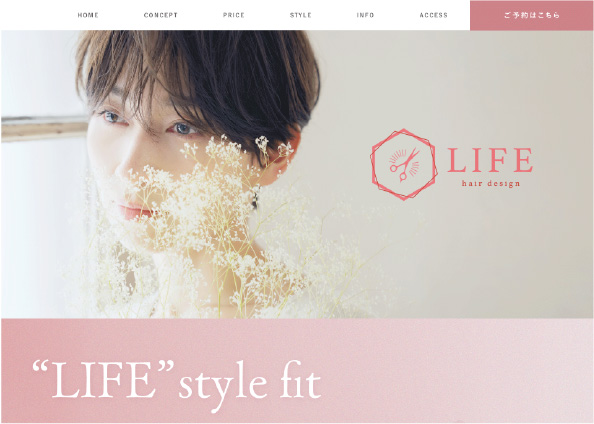 HOME CONCEPT PRICE STYLE INFO ACCESS ご予約はこちら
LIFE
hair design
“LIFE” style fit